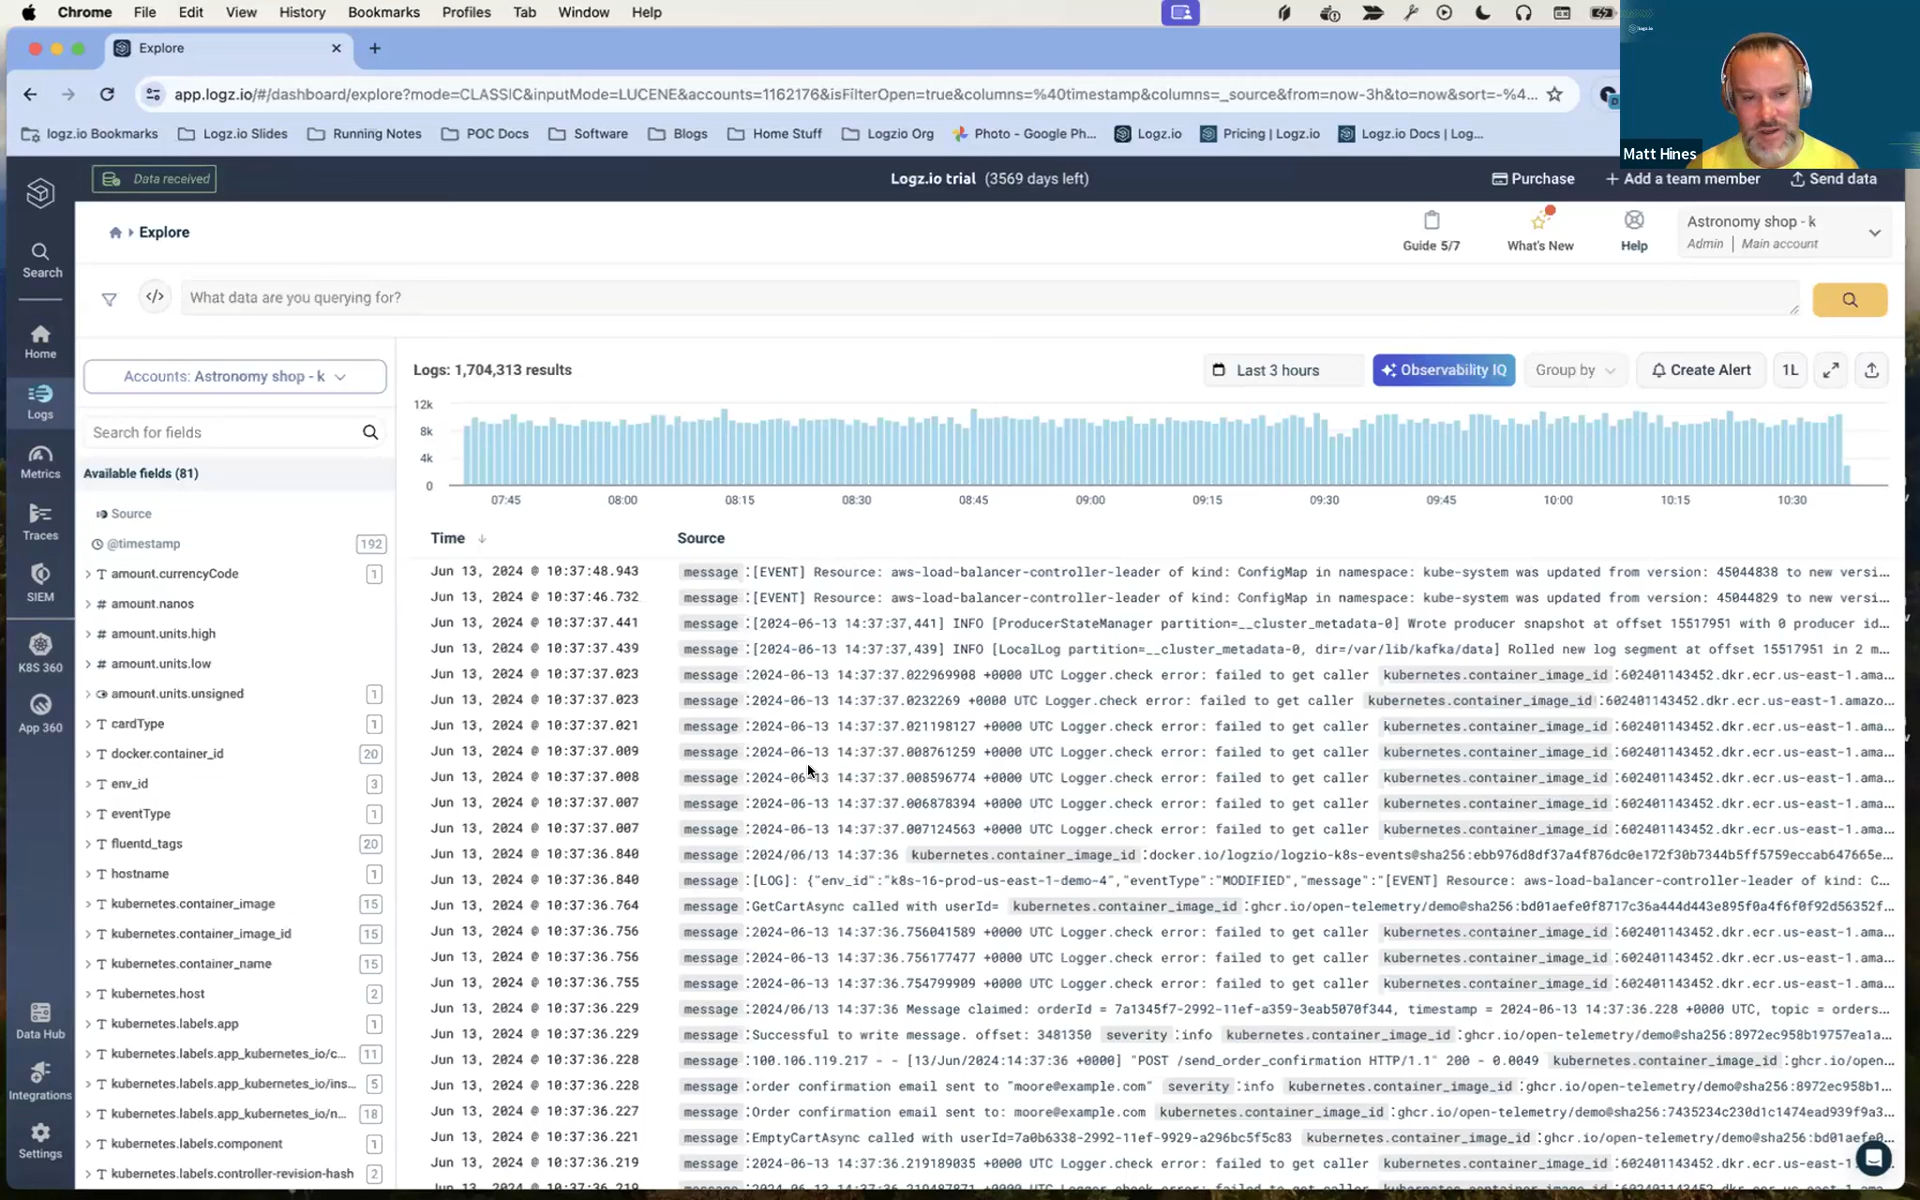 Chrome File Edit View History Bookmarks Profiles Tab Window Help
logz.io
Explore
app.logz.io/#/dashboard/explore?mode=CLASSIC&inputMode=LUCENE&accounts=1162176&isFilterOpen=true&columns=%40timestamp&columns=_source&from=now-3h&to=now&sort=-%4...
logz.io Bookmarks Logz.io Slides Running Notes POC Docs Software Blogs Home Stuff Logzio Org Photo - Google Ph... Logz.io Pricing | Logz.io Logz.io Docs | Log...
Matt Hines
Data received Logz.io trial (3569 days left) Purchase + Add a team member Send data
Explore
Guide 5/7 What's New Help Astronomy shop - k
Admin | Main account
Search
</> What data are you querying for?
Home
Accounts: Astronomy shop - k
Logs: 1,704,313 results Last 3 hours Observability IQ Group by Create Alert 1L
Logs
Search for fields
Metrics
Available fields (81)
12k
8k
4k
0
07:45 08:00 08:15 08:30 08:45 09:00 09:15 09:30 09:45 10:00 10:15 10:30
Traces
SIEM
K8S 360
App 360
Data Hub
Integrations
Settings
Source
@timestamp 192
T amount.currencyCode 1
# amount.nanos
# amount.units.high
# amount.units.low
amount.units.unsigned 1
T cardType 1
T docker.container_id 20
T env_id 3
T eventType 1
T fluentd_tags 20
T hostname 1
T kubernetes.container_image 15
T kubernetes.container_image_id 15
T kubernetes.container_name 15
T kubernetes.host 2
T kubernetes.labels.app 1
T kubernetes.labels.app_kubernetes_io/c... 11
T kubernetes.labels.app_kubernetes_io/ins... 5
T kubernetes.labels.app_kubernetes_io/n... 18
T kubernetes.labels.component 1
T kubernetes.labels.controller-revision-hash 2
Time Source
Jun 13, 2024 @ 10:37:48.943 message:[EVENT] Resource: aws-load-balancer-controller-leader of kind: ConfigMap in namespace: kube-system was updated from version: 45044838 to new versi...
Jun 13, 2024 @ 10:37:46.732 message:[EVENT] Resource: aws-load-balancer-controller-leader of kind: ConfigMap in namespace: kube-system was updated from version: 45044829 to new versi...
Jun 13, 2024 @ 10:37:37.441 message:[2024-06-13 14:37:37,441] INFO [ProducerStateManager partition=__cluster_metadata-0] Wrote producer snapshot at offset 15517951 with 0 producer id...
Jun 13, 2024 @ 10:37:37.439 message:[2024-06-13 14:37:37,439] INFO [LocalLog partition=__cluster_metadata-0, dir=/var/lib/kafka/data] Rolled new log segment at offset 15517951 in 2 m...
Jun 13, 2024 @ 10:37:37.023 message:2024-06-13 14:37:37.022969908 +0000 UTC Logger.check error: failed to get caller kubernetes.container_image_id:602401143452.dkr.ecr.us-east-1.ama...
Jun 13, 2024 @ 10:37:37.023 message:2024-06-13 14:37:37.0232269 +0000 UTC Logger.check error: failed to get caller kubernetes.container_image_id:602401143452.dkr.ecr.us-east-1.amazo...
Jun 13, 2024 @ 10:37:37.021 message:2024-06-13 14:37:37.021198127 +0000 UTC Logger.check error: failed to get caller kubernetes.container_image_id:602401143452.dkr.ecr.us-east-1.ama...
Jun 13, 2024 @ 10:37:37.009 message:2024-06-13 14:37:37.008761259 +0000 UTC Logger.check error: failed to get caller kubernetes.container_image_id:602401143452.dkr.ecr.us-east-1.ama...
Jun 13, 2024 @ 10:37:37.008 message:2024-06-13 14:37:37.008596774 +0000 UTC Logger.check error: failed to get caller kubernetes.container_image_id:602401143452.dkr.ecr.us-east-1.ama...
Jun 13, 2024 @ 10:37:37.007 message:2024-06-13 14:37:37.006878394 +0000 UTC Logger.check error: failed to get caller kubernetes.container_image_id:602401143452.dkr.ecr.us-east-1.ama...
Jun 13, 2024 @ 10:37:37.007 message:2024-06-13 14:37:37.007124563 +0000 UTC Logger.check error: failed to get caller kubernetes.container_image_id:602401143452.dkr.ecr.us-east-1.ama...
Jun 13, 2024 @ 10:37:36.840 message:2024/06/13 14:37:36 kubernetes.container_image_id:docker.io/logzio/logzio-k8s-events@sha256:ebb976d8df37a4f876dc0e172f30b7344b5ff5759eccab647665e...
Jun 13, 2024 @ 10:37:36.840 message:[LOG]: {"env_id":"k8s-16-prod-us-east-1-demo-4","eventType":"MODIFIED","message":"[EVENT] Resource: aws-load-balancer-controller-leader of kind: C...
Jun 13, 2024 @ 10:37:36.764 message:GetCartAsync called with userId= kubernetes.container_image_id:ghcr.io/open-telemetry/demo@sha256:bd01aefe0f8717c36a444d443e895f0a4f6f0f92d56352f...
Jun 13, 2024 @ 10:37:36.756 message:2024-06-13 14:37:36.756041589 +0000 UTC Logger.check error: failed to get caller kubernetes.container_image_id:602401143452.dkr.ecr.us-east-1.ama...
Jun 13, 2024 @ 10:37:36.756 message:2024-06-13 14:37:36.756177477 +0000 UTC Logger.check error: failed to get caller kubernetes.container_image_id:602401143452.dkr.ecr.us-east-1.ama...
Jun 13, 2024 @ 10:37:36.755 message:2024-06-13 14:37:36.754799909 +0000 UTC Logger.check error: failed to get caller kubernetes.container_image_id:602401143452.dkr.ecr.us-east-1.ama...
Jun 13, 2024 @ 10:37:36.229 message:2024/06/13 14:37:36 Message claimed: orderId = 7a1345f7-2992-11ef-a359-3eab5070f344, timestamp = 2024-06-13 14:37:36.228 +0000 UTC, topic = orders...
Jun 13, 2024 @ 10:37:36.229 message:Successful to write message. offset: 3481350 severity:info kubernetes.container_image_id:ghcr.io/open-telemetry/demo@sha256:8972ec958b19757ea1a...
Jun 13, 2024 @ 10:37:36.228 message:100.106.119.217 - - [13/Jun/2024:14:37:36 +0000] "POST /send_order_confirmation HTTP/1.1" 200 - 0.0049 kubernetes.container_image_id:ghcr.io/open...
Jun 13, 2024 @ 10:37:36.228 message:order confirmation email sent to "moore@example.com" severity:info kubernetes.container_image_id:ghcr.io/open-telemetry/demo@sha256:8972ec958b1...
Jun 13, 2024 @ 10:37:36.227 message:Order confirmation email sent to: moore@example.com kubernetes.container_image_id:ghcr.io/open-telemetry/demo@sha256:7435234c230d1c1474ead939f9a3...
Jun 13, 2024 @ 10:37:36.221 message:EmptyCartAsync called with userId=7a0b6338-2992-11ef-9929-a296bc5f5c83 kubernetes.container_image_id:ghcr.io/open-telemetry/demo@sha256:bd01aefe0
Jun 13, 2024 @ 10:37:36.219 message:2024-06-13 14:37:36.219189035 +0000 UTC Logger.check error: failed to get caller kubernetes.container_image_id:602401143452.dkr.ecr.us-east-1